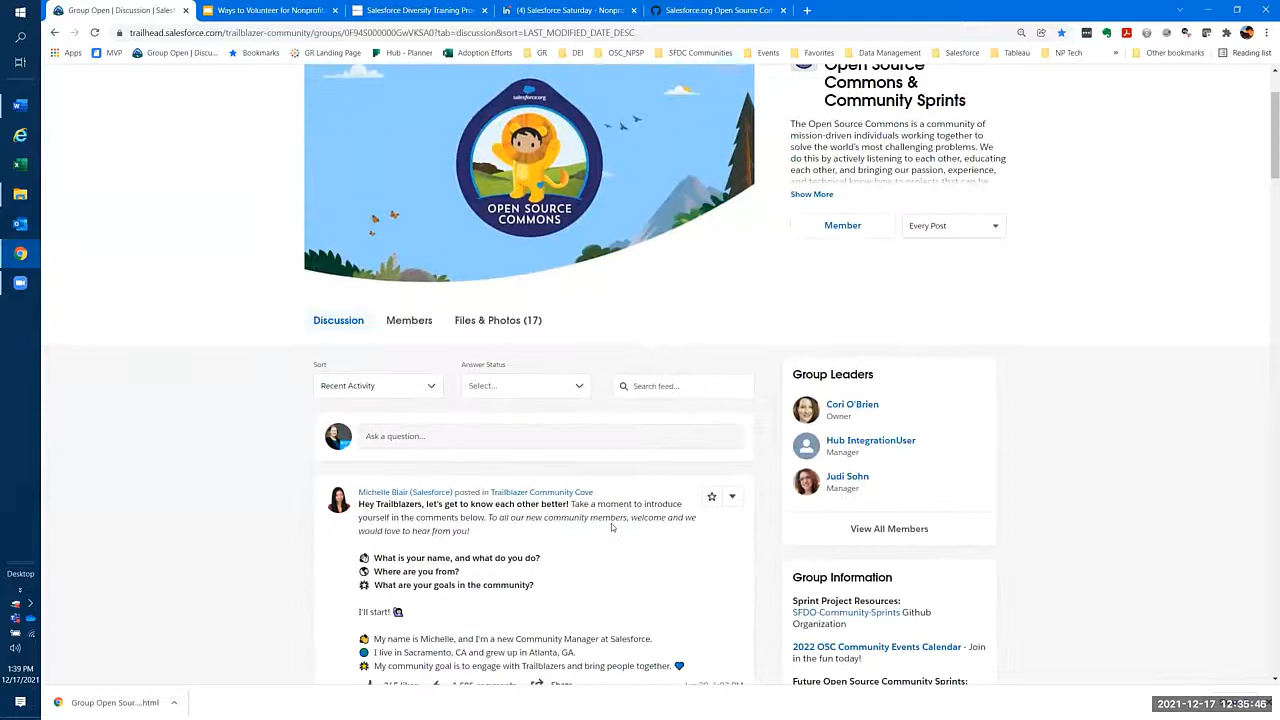 Group Open | Discussion | Salesf
Ways to Volunteer for Nonprofit
Salesforce Diversity Training Pro
(4) Salesforce Saturday - Nonpro
Salesforce.org Open Source Com
trailhead.salesforce.com/trailblazer-community/groups/0F94S000000GwVKSA0?tab=discussion&sort=LAST_MODIFIED_DATE_DESC
Apps
MVP
Group Open | Discu...
Bookmarks
GR Landing Page
Hub - Planner
Adoption Efforts
GR
DEI
OSC_NPSP
SFDC Communities
Events
Favorites
Data Management
Salesforce
Tableau
NP Tech
»
Other bookmarks
Reading list
salesforce.org
OPEN SOURCE
COMMONS
Open Source
Commons &
Community Sprints
The Open Source Commons is a community of
mission-driven individuals working together to
solve the world's most challenging problems. We
do this by actively listening to each other, educating
each other, and bringing our passion, experience,
and technical know-how to projects that can be
Show More
Member
Every Post
Discussion
Members
Files & Photos (17)
Sort
Answer Status
Recent Activity
Select...
Search feed...
Ask a question...
Michelle Blair (Salesforce) posted in Trailblazer Community Cove
Hey Trailblazers, let's get to know each other better! Take a moment to introduce
yourself in the comments below. To all our new community members, welcome and we
would love to hear from you!
What is your name, and what do you do?
Where are you from?
What are your goals in the community?
I'll start!
My name is Michelle, and I'm a new Community Manager at Salesforce.
I live in Sacramento, CA and grew up in Atlanta, GA.
My community goal is to engage with Trailblazers and bring people together.
Share
Group Leaders
Cori O'Brien
Owner
Hub IntegrationUser
Manager
Judi Sohn
Manager
View All Members
Group Information
Sprint Project Resources:
SFDO-Community-Sprints Github
Organization
2022 OSC Community Events Calendar - Join
in the fun today!
Future Open Source Community Sprints:
Desktop
1:39 PM
12/17/2021
Group Open Sour....html
2021-12-17 12:35:46